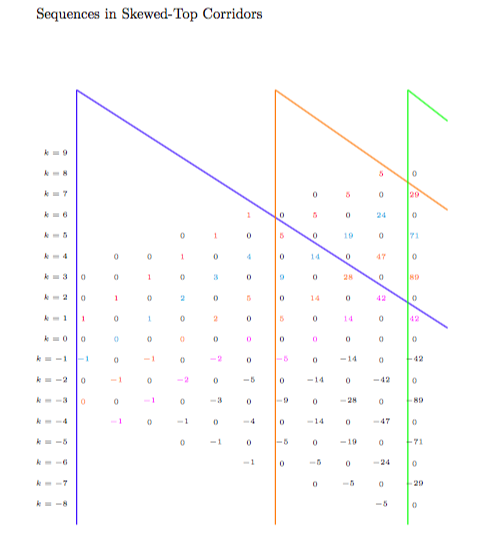 Sequences in Skewed-Top Corridors
k = 9
k = 8 5 0
k = 7 0 5 0 29
k = 6 1 0 5 0 24 0
k = 5 0 1 0 5 0 19 0 71
k = 4 0 0 1 0 4 0 14 0 47 0
k = 3 0 0 1 0 3 0 9 0 28 0 89
k = 2 0 1 0 2 0 5 0 14 0 42 0
k = 1 1 0 1 0 2 0 5 0 14 0 42
k = 0 0 0 0 0 0 0 0 0 0 0 0
k = −1 −1 0 −1 0 −2 0 −5 0 −14 0 −42
k = −2 0 −1 0 −2 0 −5 0 −14 0 −42 0
k = −3 0 0 −1 0 −3 0 −9 0 −28 0 −89
k = −4 −1 0 −1 0 −4 0 −14 0 −47 0
k = −5 0 −1 0 −5 0 −19 0 −71
k = −6 −1 0 −5 0 −24 0
k = −7 0 −5 0 −29
k = −8 −5 0